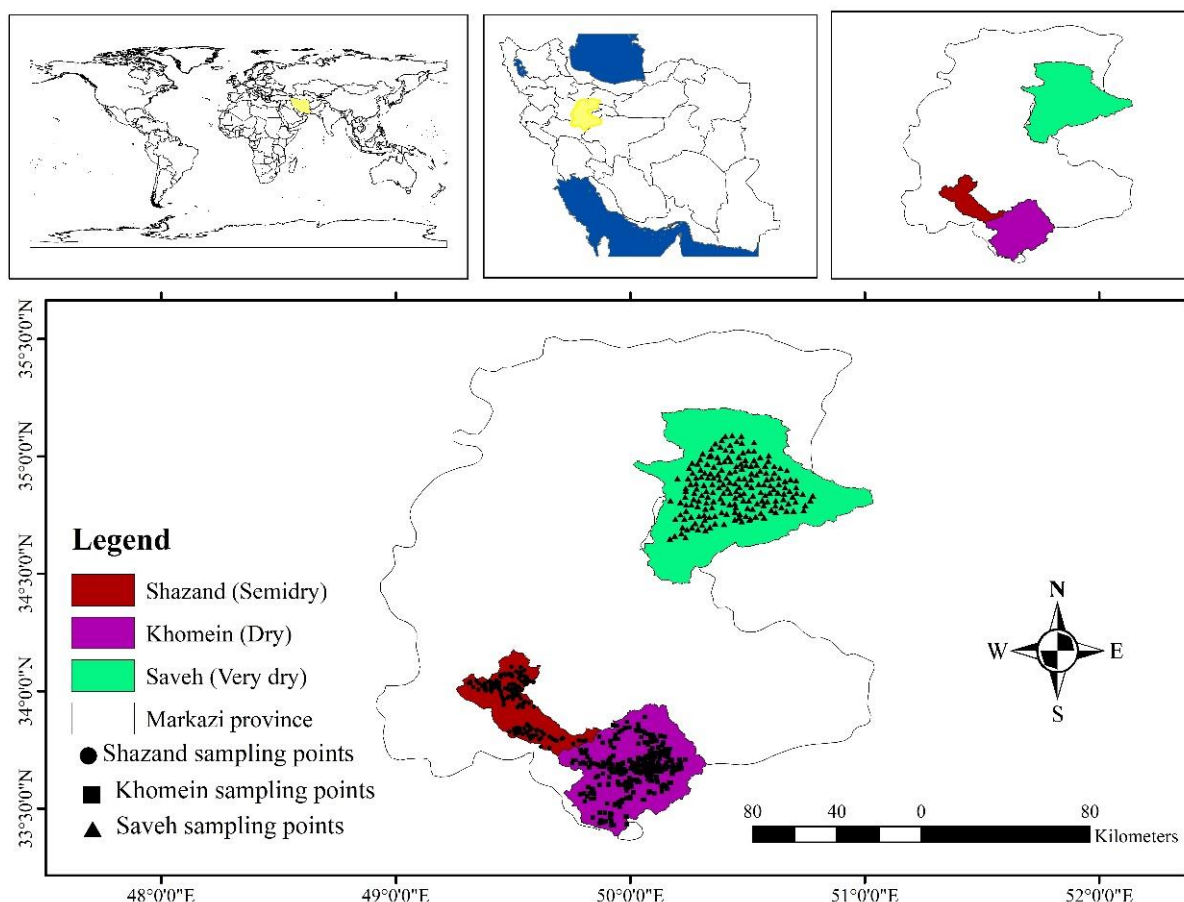 35°30'0"N
35°0'0"N
34°30'0"N
34°0'0"N
33°30'0"N
Legend
Shazand (Semidry)
Khomein (Dry)
Saveh (Very dry)
Markazi province
Shazand sampling points
Khomein sampling points
Saveh sampling points
N
W
E
S
80 40 0 80
Kilometers
48°0'0"E 49°0'0"E 50°0'0"E 51°0'0"E 52°0'0"E